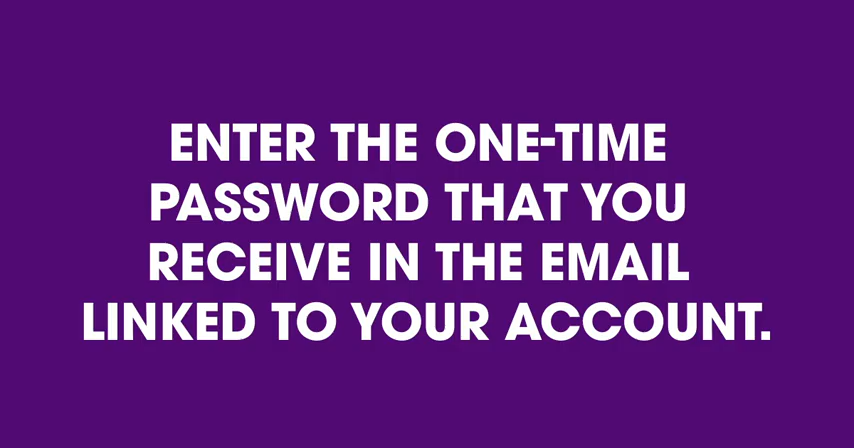 ENTER THE ONE-TIME
PASSWORD THAT YOU
RECEIVE IN THE EMAIL
LINKED TO YOUR ACCOUNT.